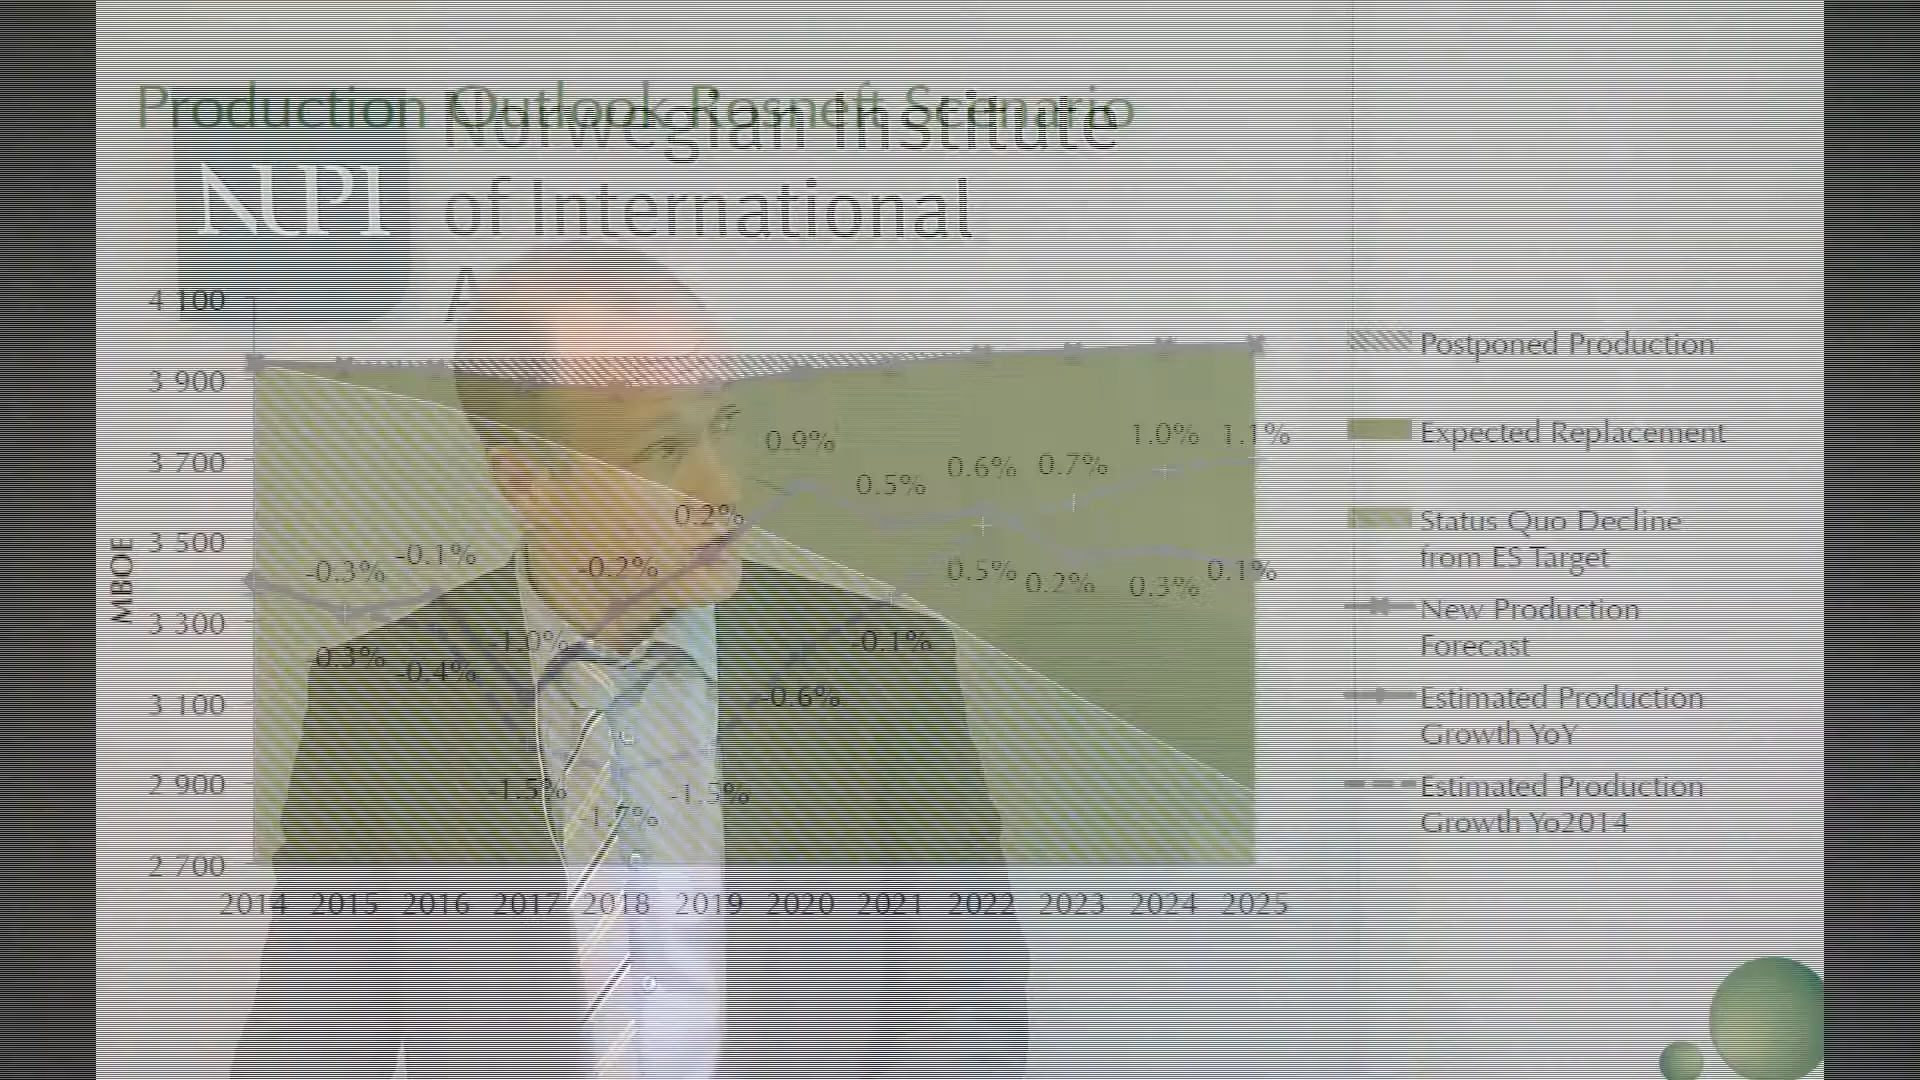 Production Outlook Rosneft Scenario
NUPI
Norwegian Institute
of International
A
4 100
3 900
3 700
3 500
3 300
3 100
2 900
2 700
MBOE
0.9%
1.0%
1.1%
0.5%
0.6%
0.7%
0.2%
-0.3%
-0.1%
-0.2%
0.5%
0.2%
0.3%
0.1%
-0.3%
-0.4%
-1.0%
-0.1%
-0.6%
-1.5%
-1.7%
-1.5%
2014 2015 2016 2017 2018 2019 2020 2021 2022 2023 2024 2025
Postponed Production
Expected Replacement
Status Quo Decline
from ES Target
New Production
Forecast
Estimated Production
Growth YoY
Estimated Production
Growth Yo2014